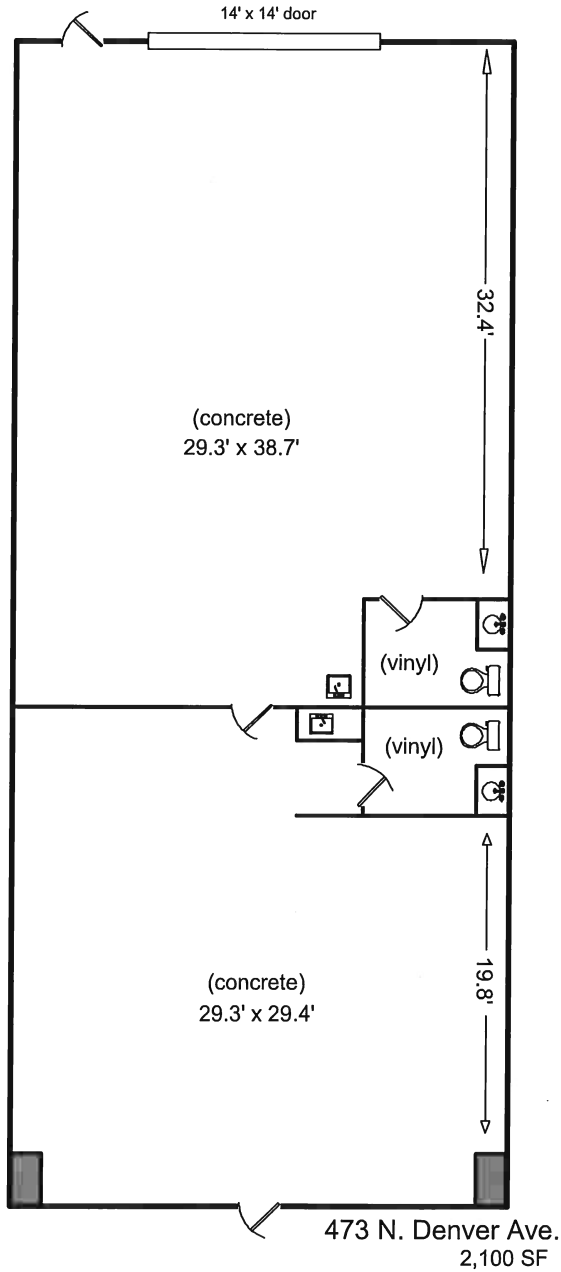 14' x 14' door
32.4'
(concrete)
29.3' x 38.7'
(vinyl)
(vinyl)
19.8'
(concrete)
29.3' x 29.4'
473 N. Denver Ave.
2,100 SF